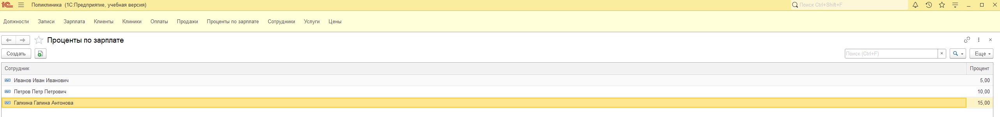 1С Поликлиника (1С:Предприятие, учебная версия) Поиск Ctrl+Shift+F
Должности Записи Зарплата Клиенты Клиники Оплаты Продажи Проценты по зарплате Сотрудники Услуги Цены
Проценты по зарплате
Создать Поиск (Ctrl+F) × Еще
Сотрудник Процент
Иванов Иван Иванович 5,00
Петров Петр Петрович 10,00
Галкина Галина Антонова 15,00